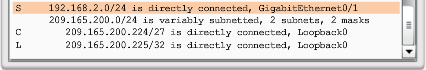 S 192.168.2.0/24 is directly connected, GigabitEthernet0/1
209.165.200.0/24 is variably subnetted, 2 subnets, 2 masks
C 209.165.200.224/27 is directly connected, Loopback0
L 209.165.200.225/32 is directly connected, Loopback0